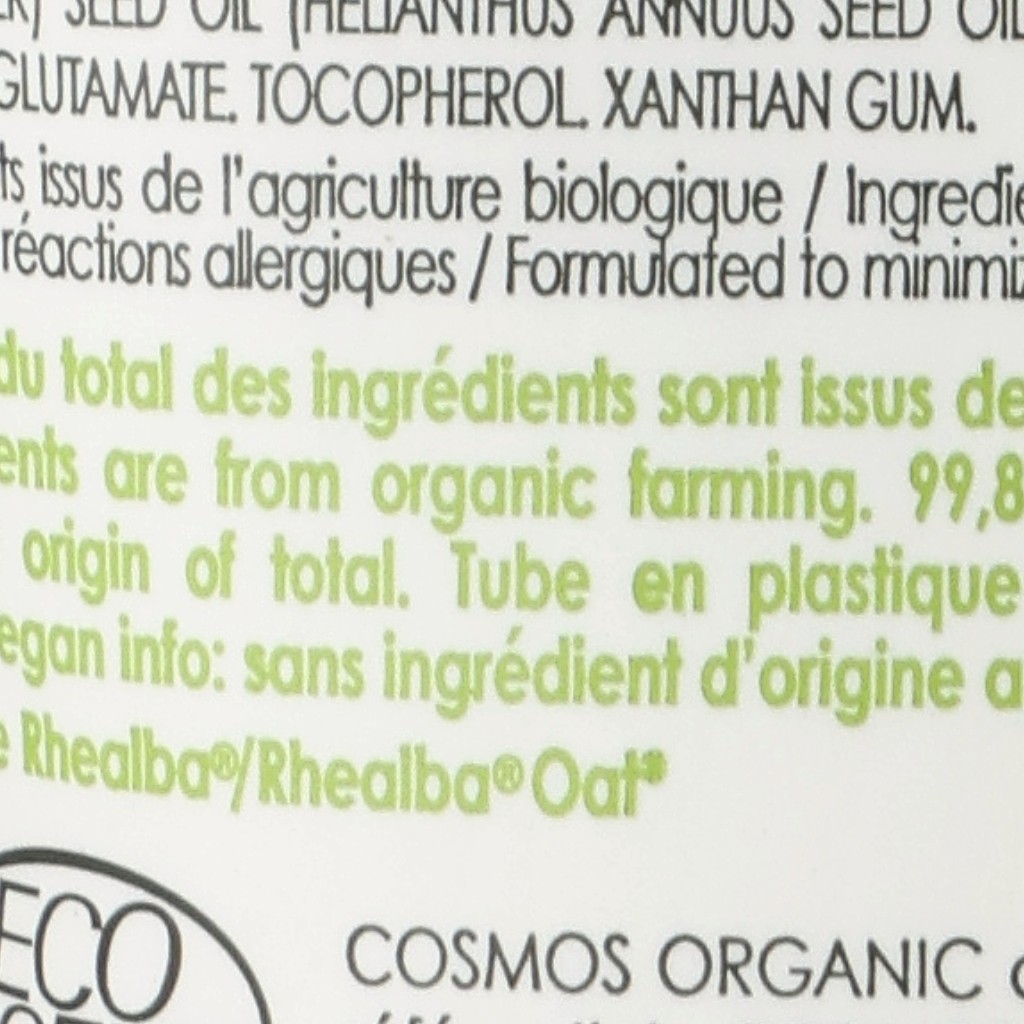 SEED OIL (HELIANTHUS ANNUUS SEED OIL
GLUTAMATE. TOCOPHEROL. XANTHAN GUM.
ts issus de l'agriculture biologique / Ingredie
réactions allergiques / Formulated to minimiz
du total des ingrédients sont issus de
ents are from organic farming. 99,8
origin of total. Tube en plastique
egan info: sans ingrédient d'origine a
e Rhealba®/Rhealba® Oat*
ECO
COSMOS ORGANIC